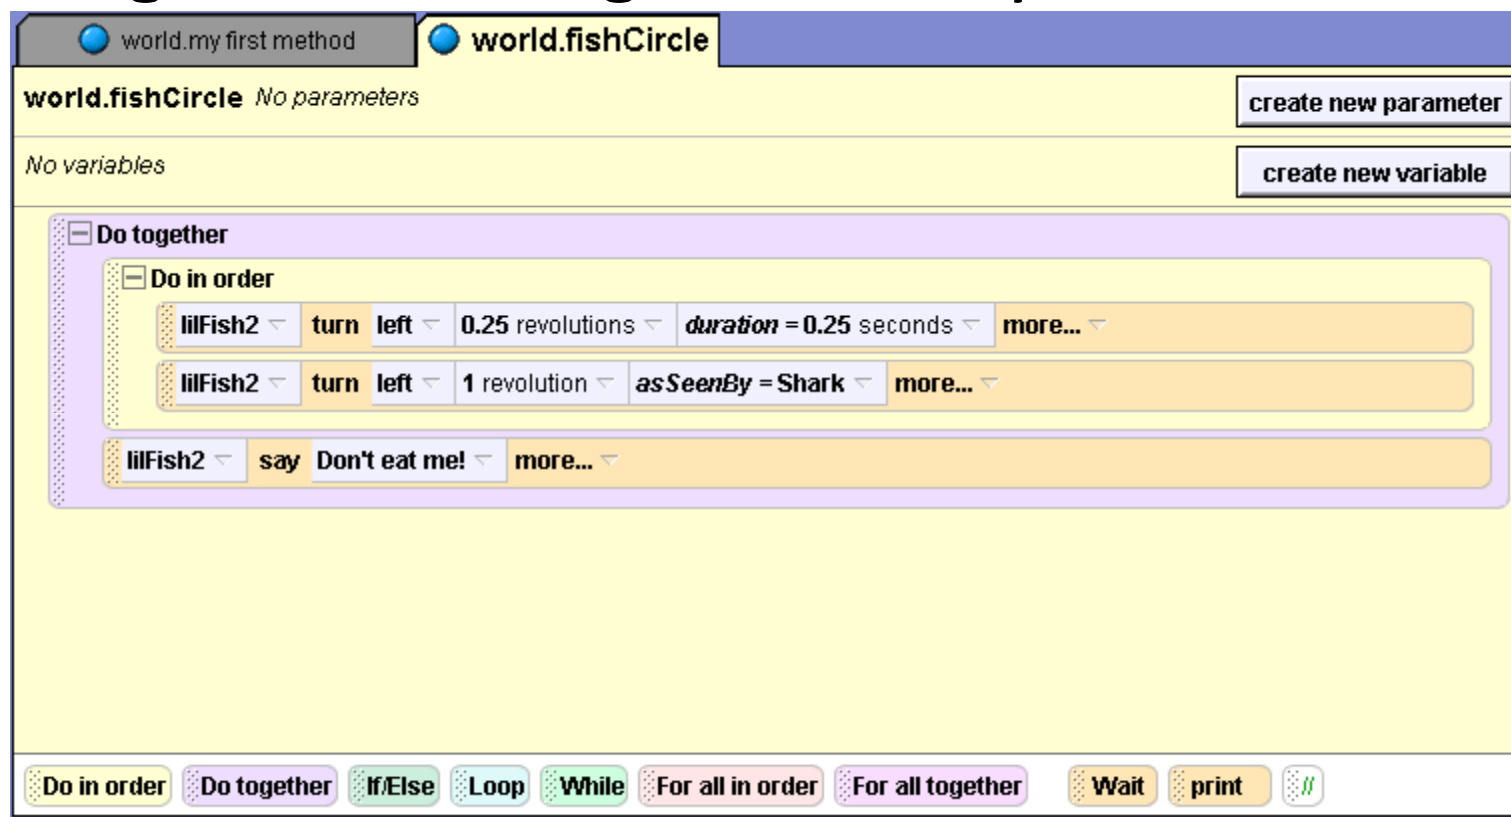 world.my first method world.fishCircle
world.fishCircle No parameters create new parameter
No variables create new variable
Do together
Do in order
lilFish2 turn left 0.25 revolutions duration = 0.25 seconds more...
lilFish2 turn left 1 revolution asSeenBy = Shark more...
lilFish2 say Don't eat me! more...
Do in order Do together If/Else Loop While For all in order For all together Wait print //